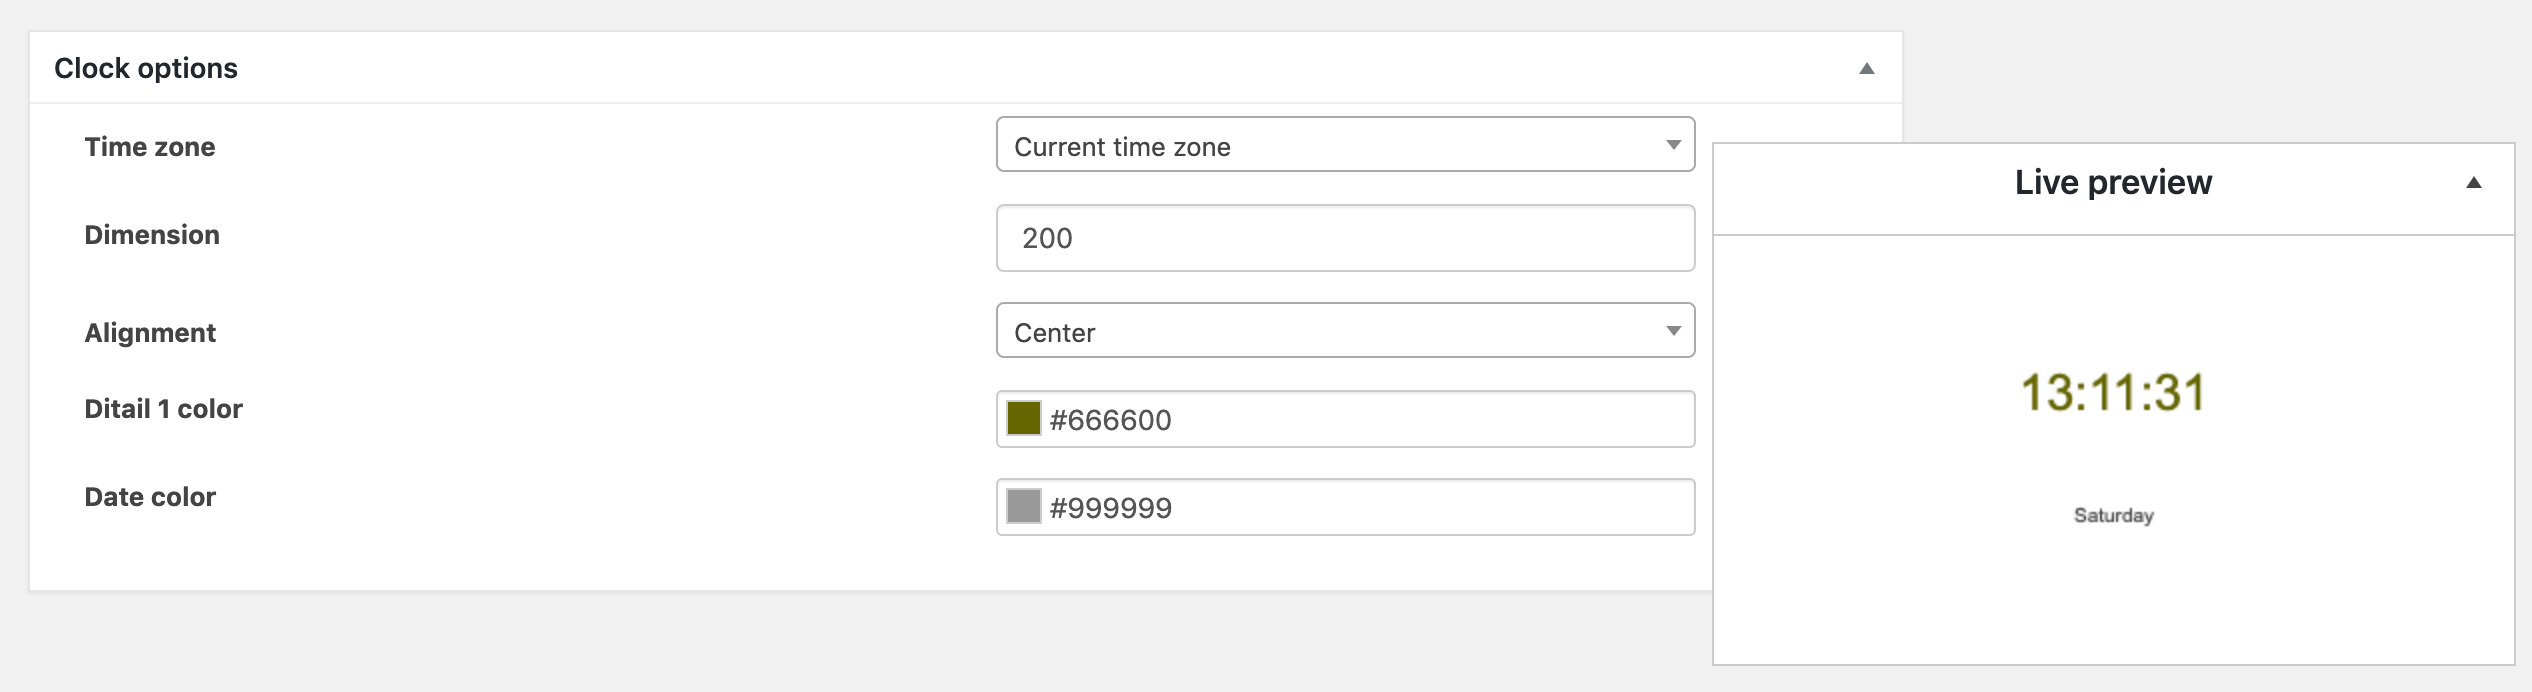 Clock options
Time zone
Current time zone
Dimension
200
Alignment
Center
Ditail 1 color
#666600
Date color
#999999
Live preview
13:11:31
Saturday